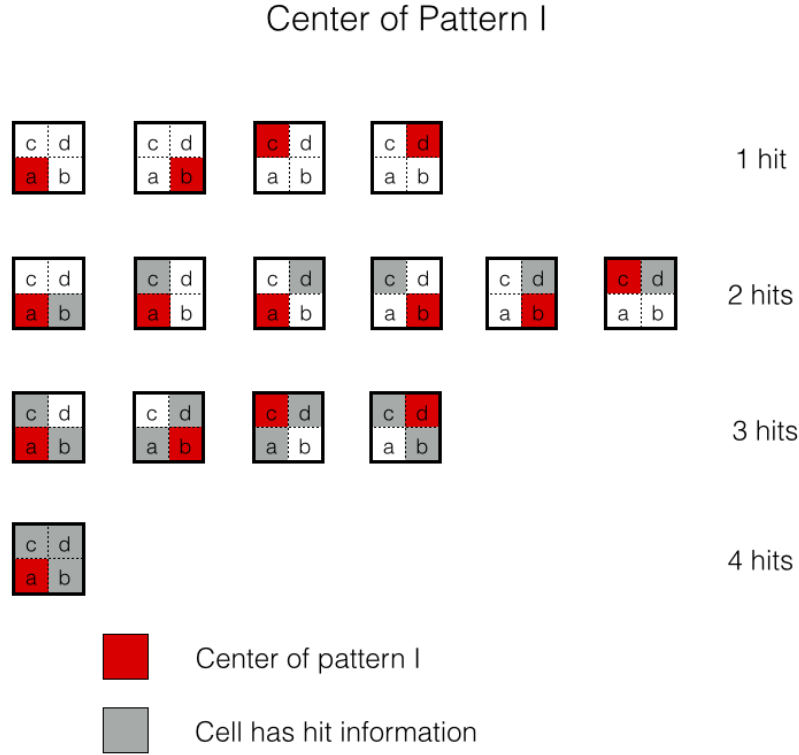 Center of Pattern I
c d c d c d c d
1 hit
a b a b a b a b
c d c d c d c d c d c d
2 hits
a b a b a b a b a b a b
c d c d c d c d
3 hits
a b a b a b a b
c d
4 hits
a b
Center of pattern I
Cell has hit information